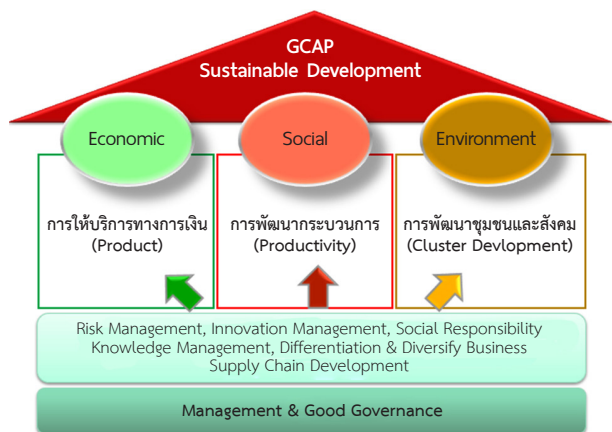 GCAP
Sustainable Development
Economic
Social
Environment
การให้บริการทางการเงิน
(Product)
การพัฒนากระบวนการ
(Productivity)
การพัฒนาชุมชนและสังคม
(Cluster Devlopment)
Risk Management, Innovation Management, Social Responsibility
Knowledge Management, Differentiation & Diversify Business
Supply Chain Development
Management & Good Governance